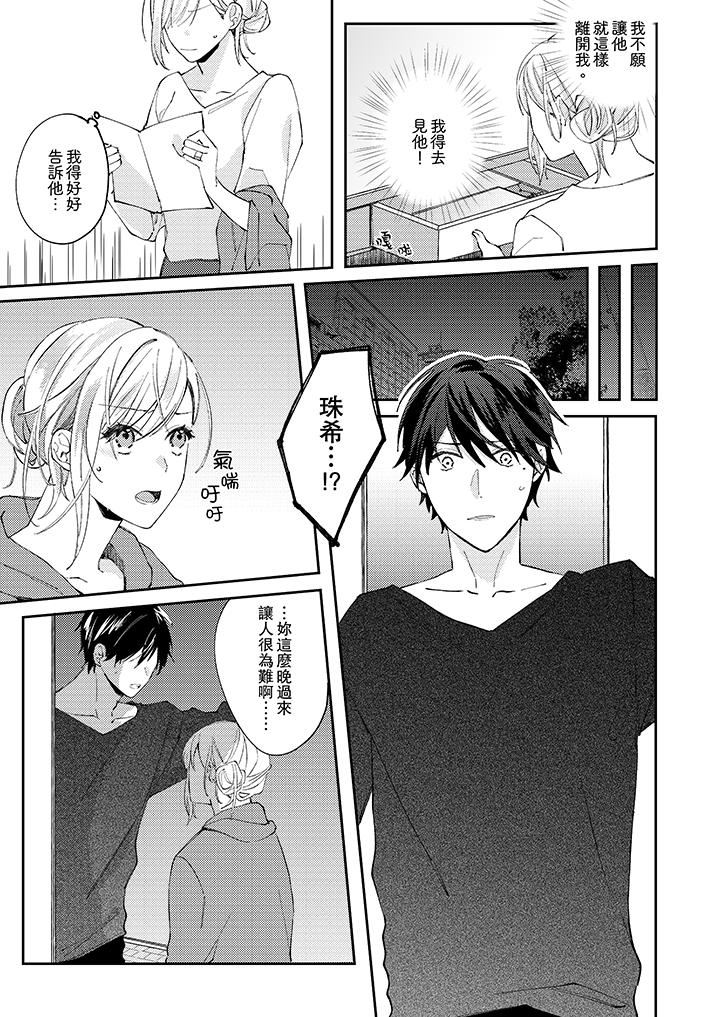 我不願
讓他
就這樣
離開我。
我得去
見他！
嘎啦
我得好好
告訴他…
珠希…!?
氣喘
吁吁
…妳這麼晚過來
讓人很為難啊……